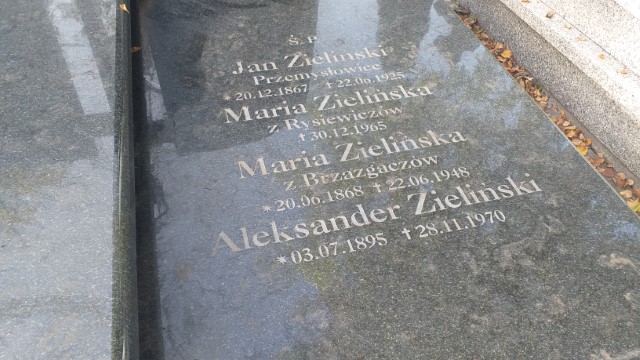 Ś.P.
Jan Zieliński
Przemysłowiec
* 20.12.1867 † 22.06.1925
Maria Zielińska
z Rysiewiczów
† 30.12.1965
Maria Zielińska
z Brzazgaczów
* 20.06.1868 † 22.06.1948
Aleksander Zieliński
* 03.07.1895 † 28.11.1970